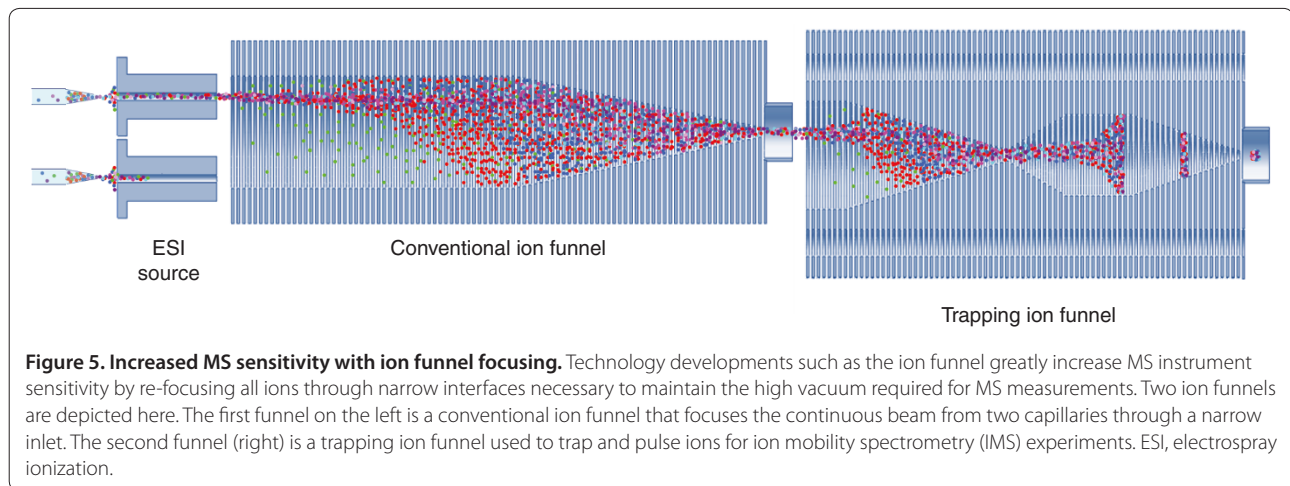 ESI
source
Conventional ion funnel
Trapping ion funnel
Figure 5. Increased MS sensitivity with ion funnel focusing. Technology developments such as the ion funnel greatly increase MS instrument
sensitivity by re-focusing all ions through narrow interfaces necessary to maintain the high vacuum required for MS measurements. Two ion funnels
are depicted here. The first funnel on the left is a conventional ion funnel that focuses the continuous beam from two capillaries through a narrow
inlet. The second funnel (right) is a trapping ion funnel used to trap and pulse ions for ion mobility spectrometry (IMS) experiments. ESI, electrospray
ionization.